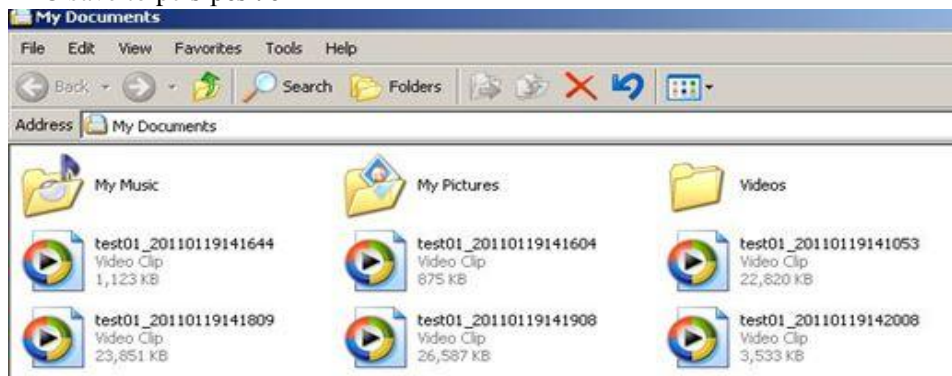 My Documents
File Edit View Favorites Tools Help
Back Search Folders
Address My Documents
My Music My Pictures Videos
test01_20110119141644 test01_20110119141604 test01_20110119141053
Video Clip Video Clip Video Clip
1,123 KB 875 KB 22,820 KB
test01_20110119141809 test01_20110119141908 test01_20110119142008
Video Clip Video Clip Video Clip
23,851 KB 26,587 KB 3,533 KB